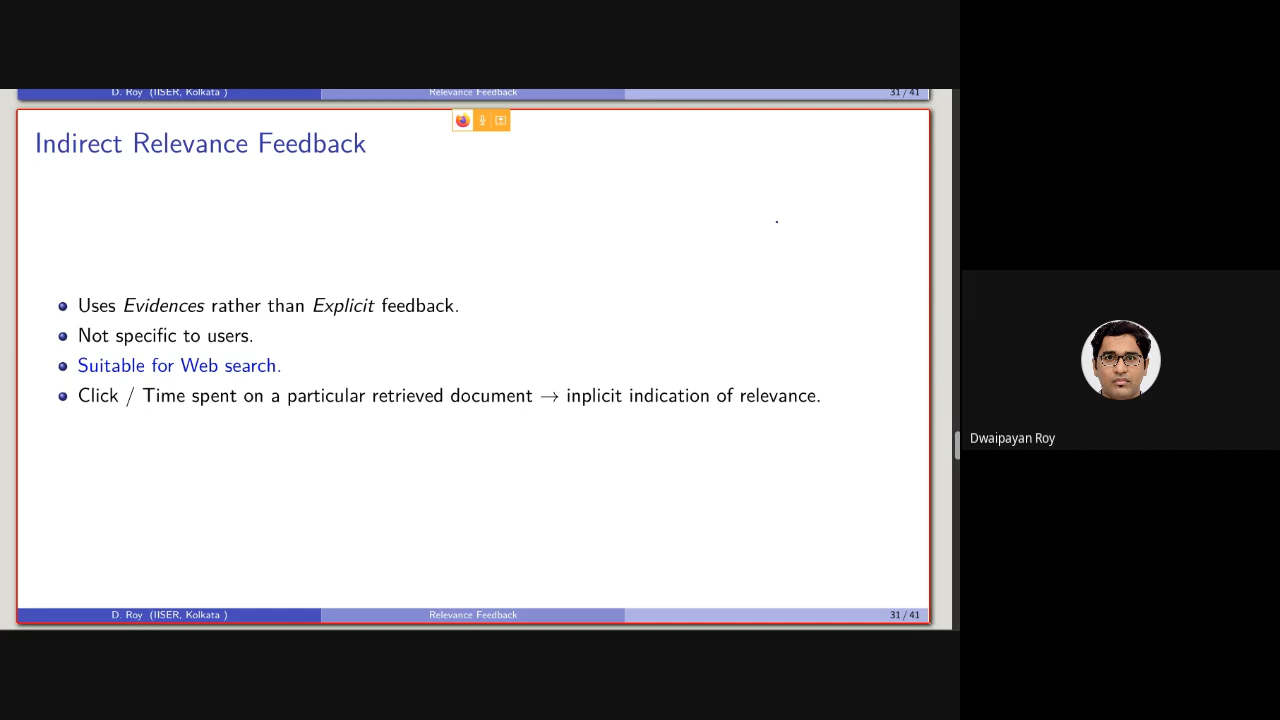 D. Roy (IISER, Kolkata ) Relevance Feedback 31 / 41
Indirect Relevance Feedback
Uses Evidences rather than Explicit feedback.
Not specific to users.
Suitable for Web search.
Click / Time spent on a particular retrieved document → inplicit indication of relevance.
D. Roy (IISER, Kolkata ) Relevance Feedback 31 / 41
Dwaipayan Roy